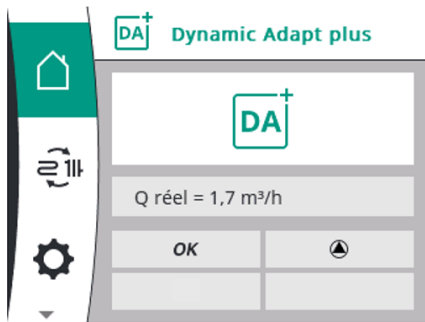 DA+ Dynamic Adapt plus
DA+
Q réel = 1,7 m³/h
OK